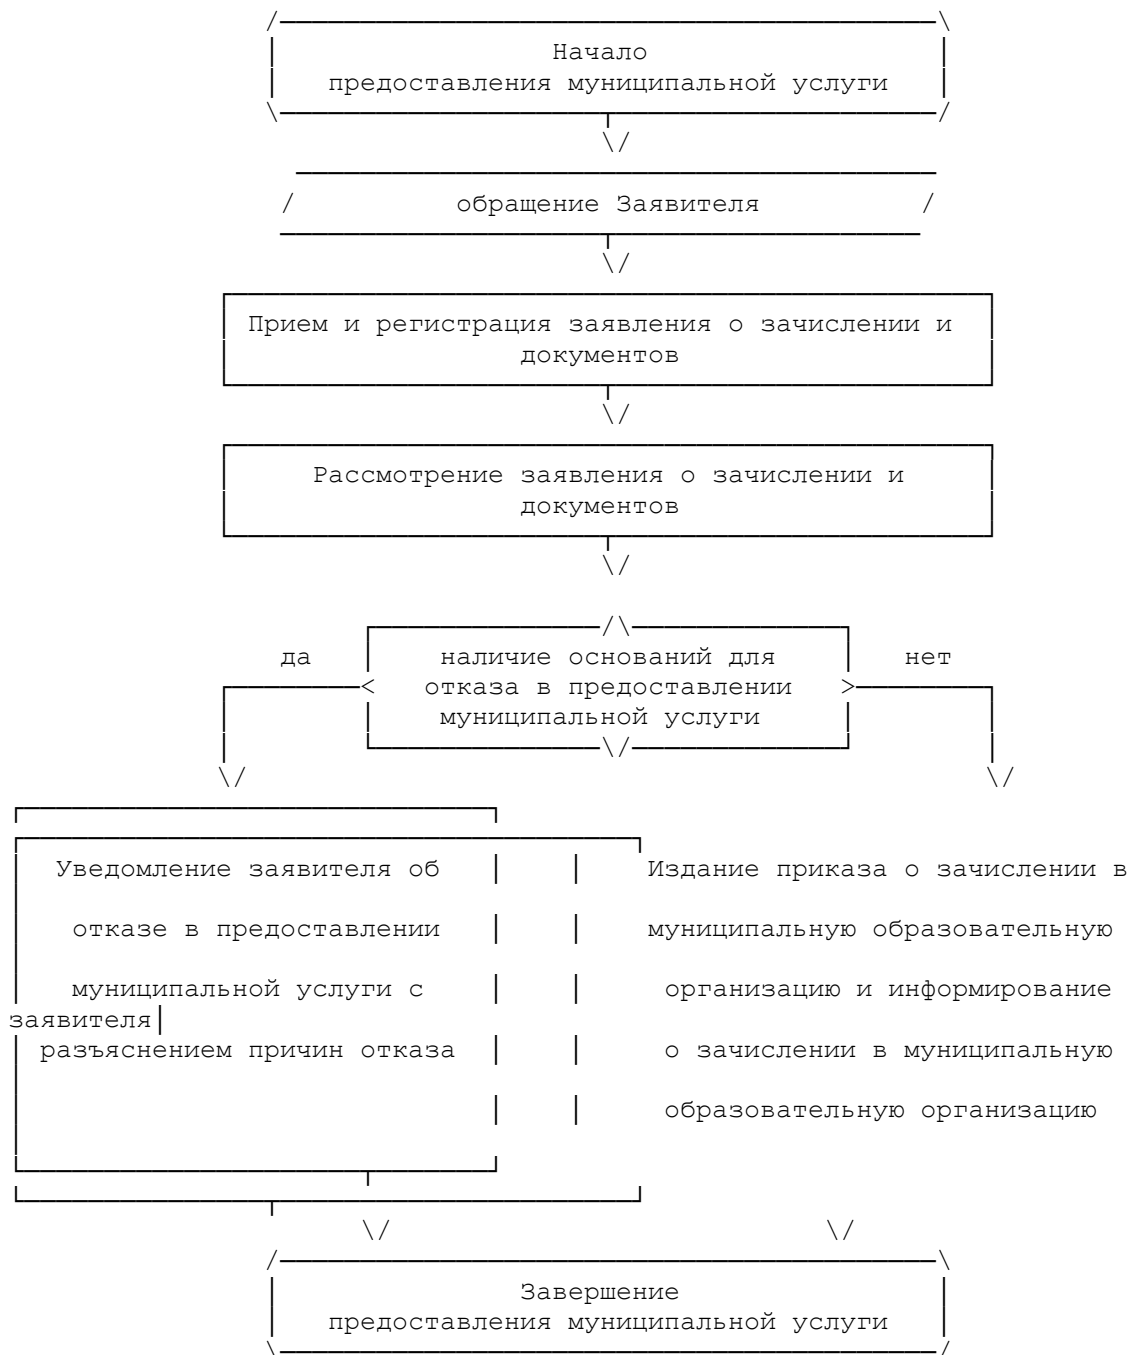 Начало
предоставления муниципальной услуги
обращение Заявителя
Прием и регистрация заявления о зачислении и
документов
Рассмотрение заявления о зачислении и
документов
наличие оснований для
да
нет
отказа в предоставлении
муниципальной услуги
Уведомление заявителя об
Издание приказа о зачислении в
отказе в предоставлении
муниципальную образовательную
муниципальной услуги с
организацию и информирование
заявителя
разъяснением причин отказа
о зачислении в муниципальную
образовательную организацию
Завершение
предоставления муниципальной услуги